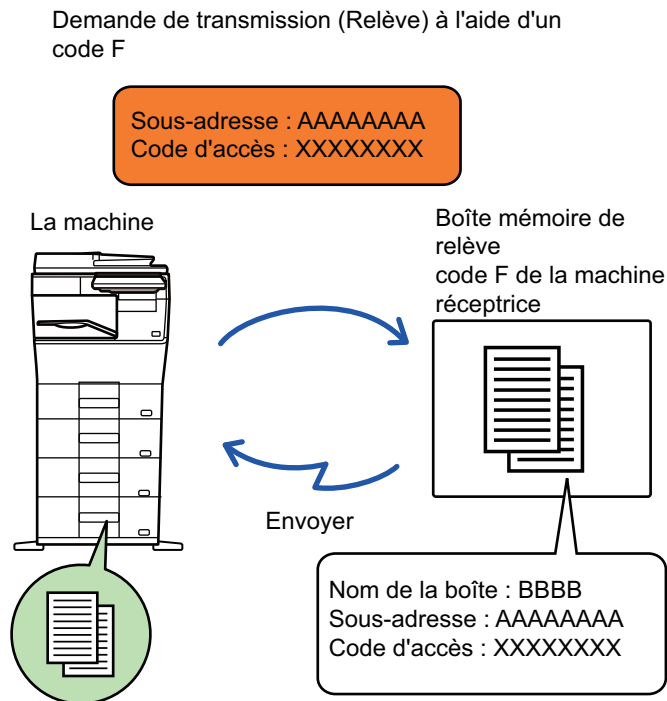 Demande de transmission (Relève) à l'aide d'un
code F
Sous-adresse : AAAAAAAA
Code d'accès : XXXXXXXX
La machine
Boîte mémoire de
relève
code F de la machine
réceptrice
Envoyer
Nom de la boîte : BBBB
Sous-adresse : AAAAAAAA
Code d'accès : XXXXXXXX